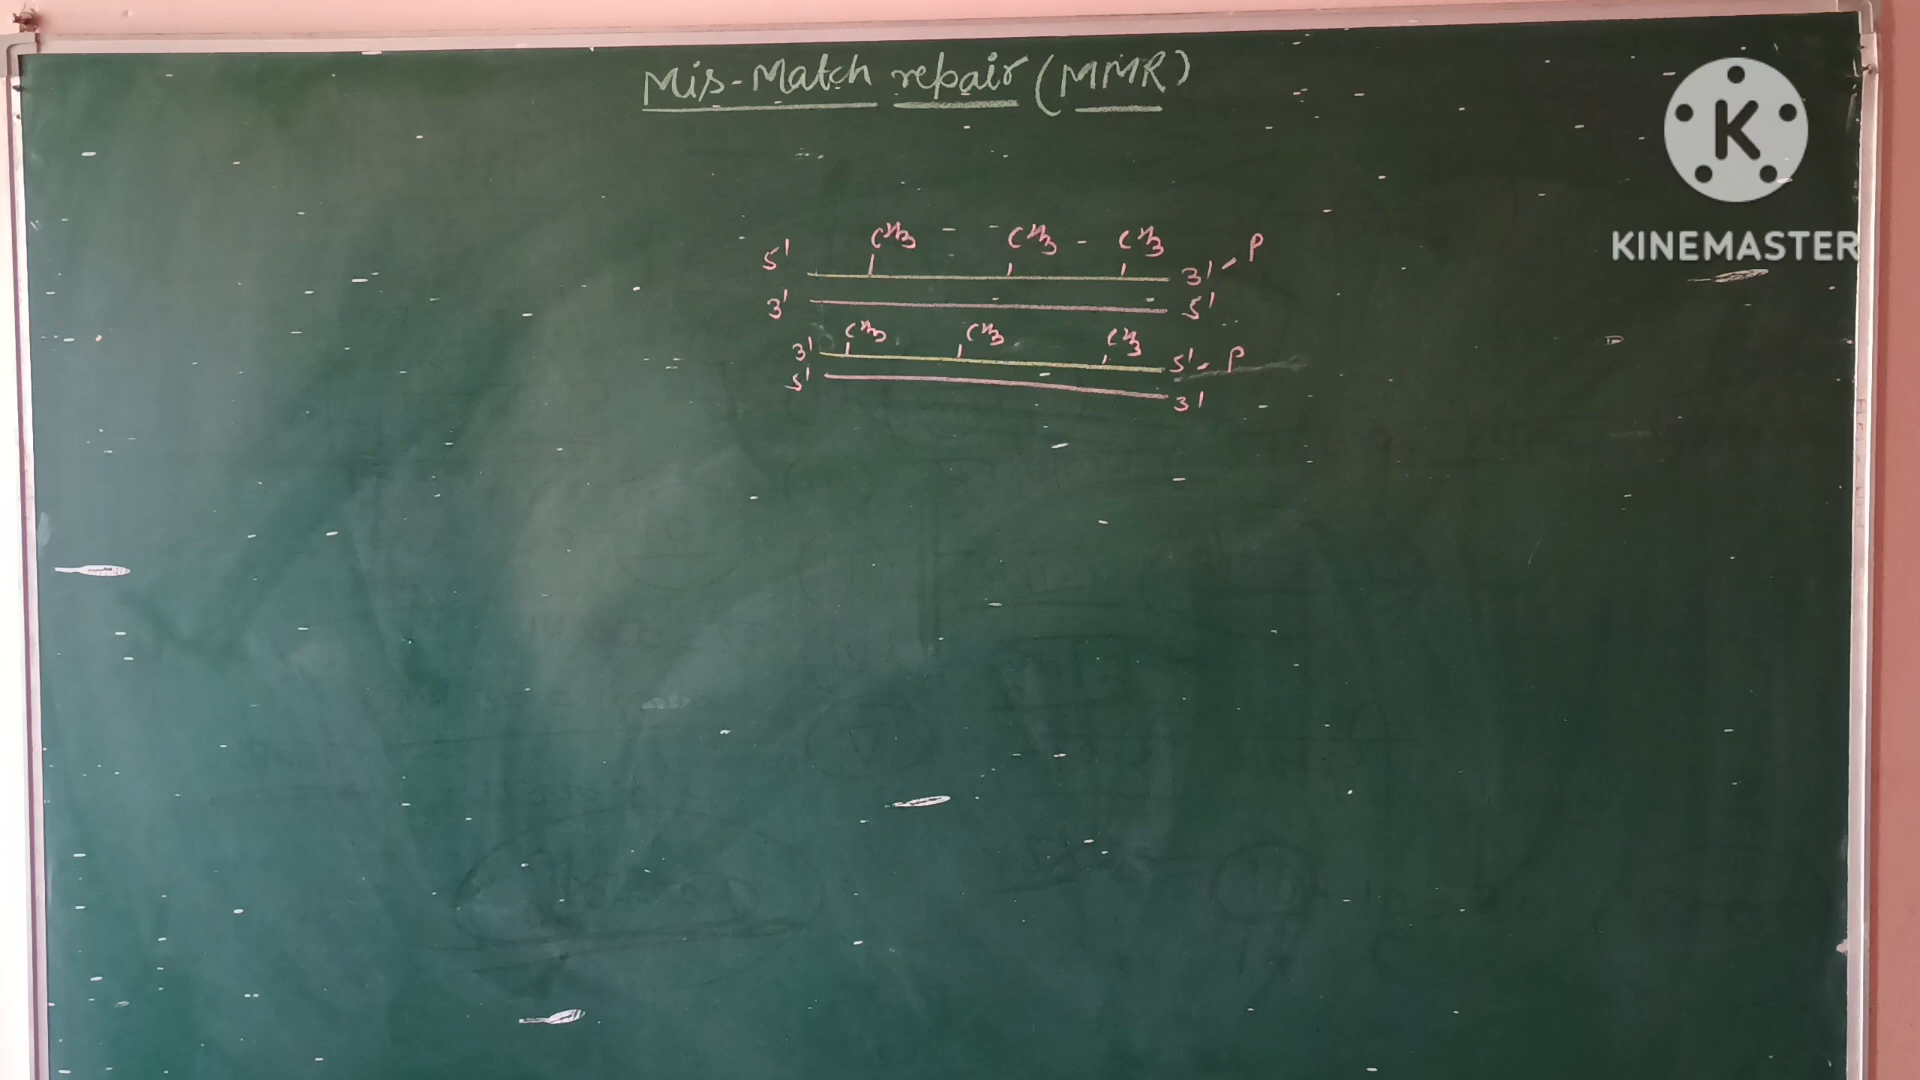 Mis-Match repair (MMR)
K
KINEMASTER
CH3 CH3 CH3
5' 3' P
3' 5'
CH3 CH3 CH3
3' 5' P
5' 3'